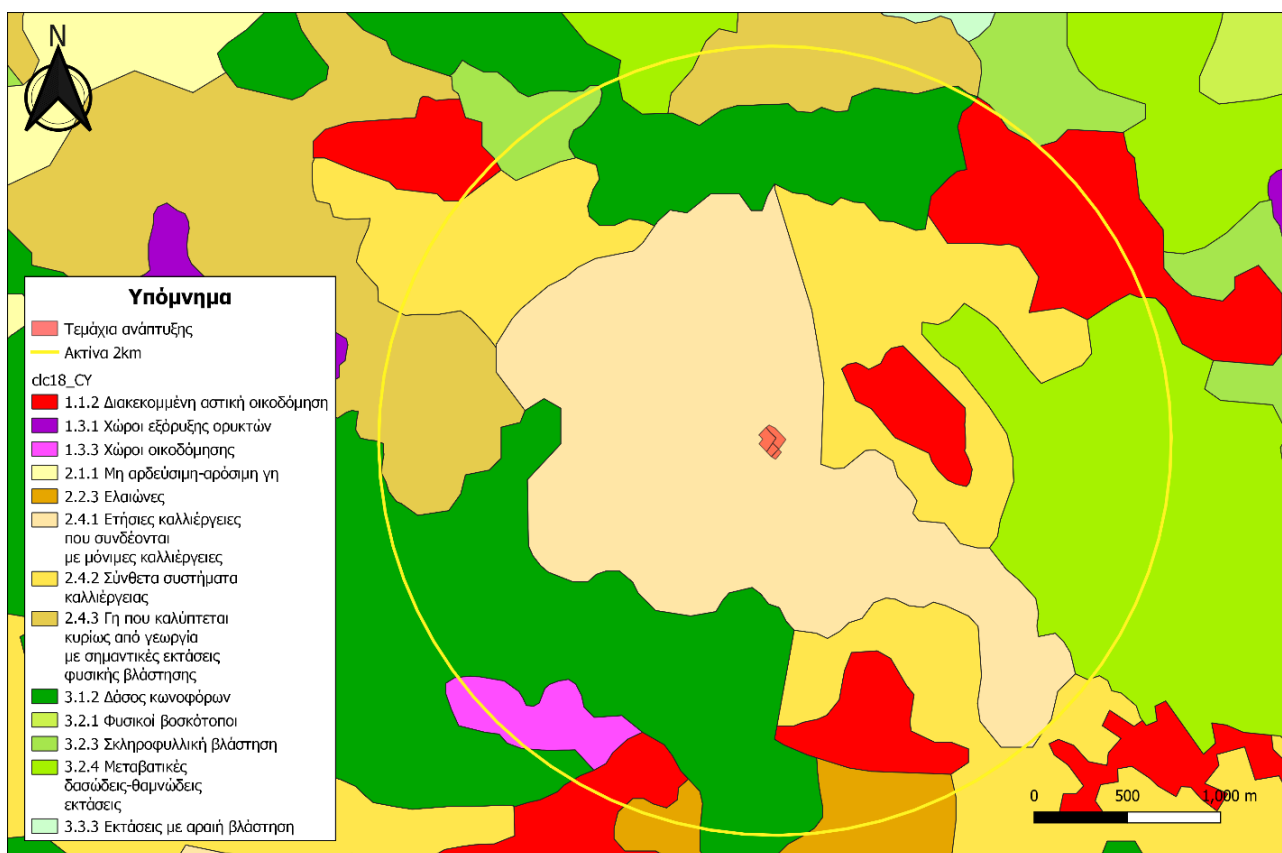 N
Υπόμνημα
Τεμάχια ανάπτυξης
Ακτίνα 2km
clc18_CY
1.1.2 Διακεκομμένη αστική οικοδόμηση
1.3.1 Χώροι εξόρυξης ορυκτών
1.3.3 Χώροι οικοδόμησης
2.1.1 Μη αρδεύσιμη-αρόσιμη γη
2.2.3 Ελαιώνες
2.4.1 Ετήσιες καλλιέργειες
που συνδέονται
με μόνιμες καλλιέργειες
2.4.2 Σύνθετα συστήματα
καλλιέργειας
2.4.3 Γη που καλύπτεται
κυρίως από γεωργία
με σημαντικές εκτάσεις
φυσικής βλάστησης
3.1.2 Δάσος κωνοφόρων
3.2.1 Φυσικοί βοσκότοποι
3.2.3 Σκληροφυλλική βλάστηση
3.2.4 Μεταβατικές
δασώδεις-θαμνώδεις
εκτάσεις
3.3.3 Εκτάσεις με αραιή βλάστηση
0 500 1,000 m